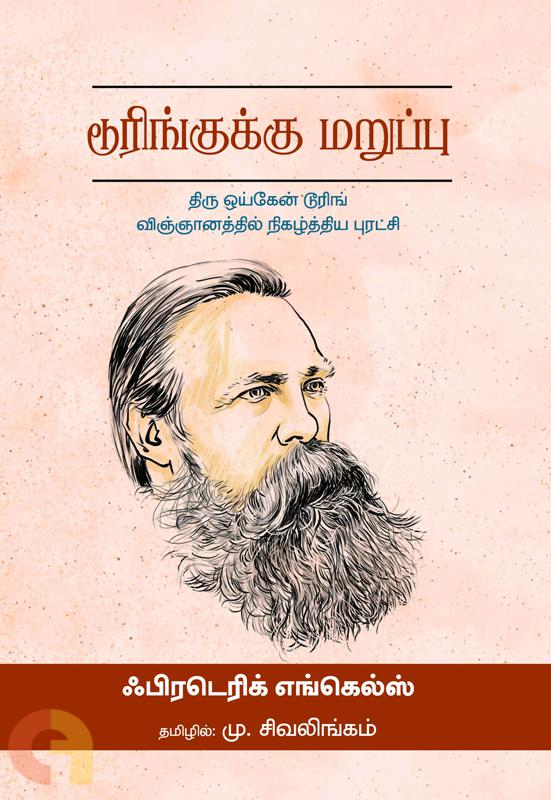 டூரிங்குக்கு மறுப்பு
திரு ஒய்கேன் டூரிங்
விஞ்ஞானத்தில் நிகழ்த்திய புரட்சி
ஃபிரடெரிக் எங்கெல்ஸ்
தமிழில்: மு. சிவலிங்கம்